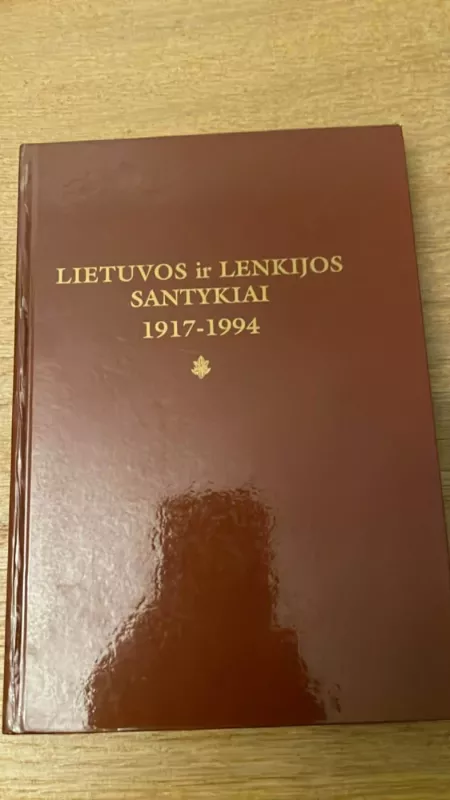 LIETUVOS ir LENKIJOS
SANTYKIAI
1917-1994